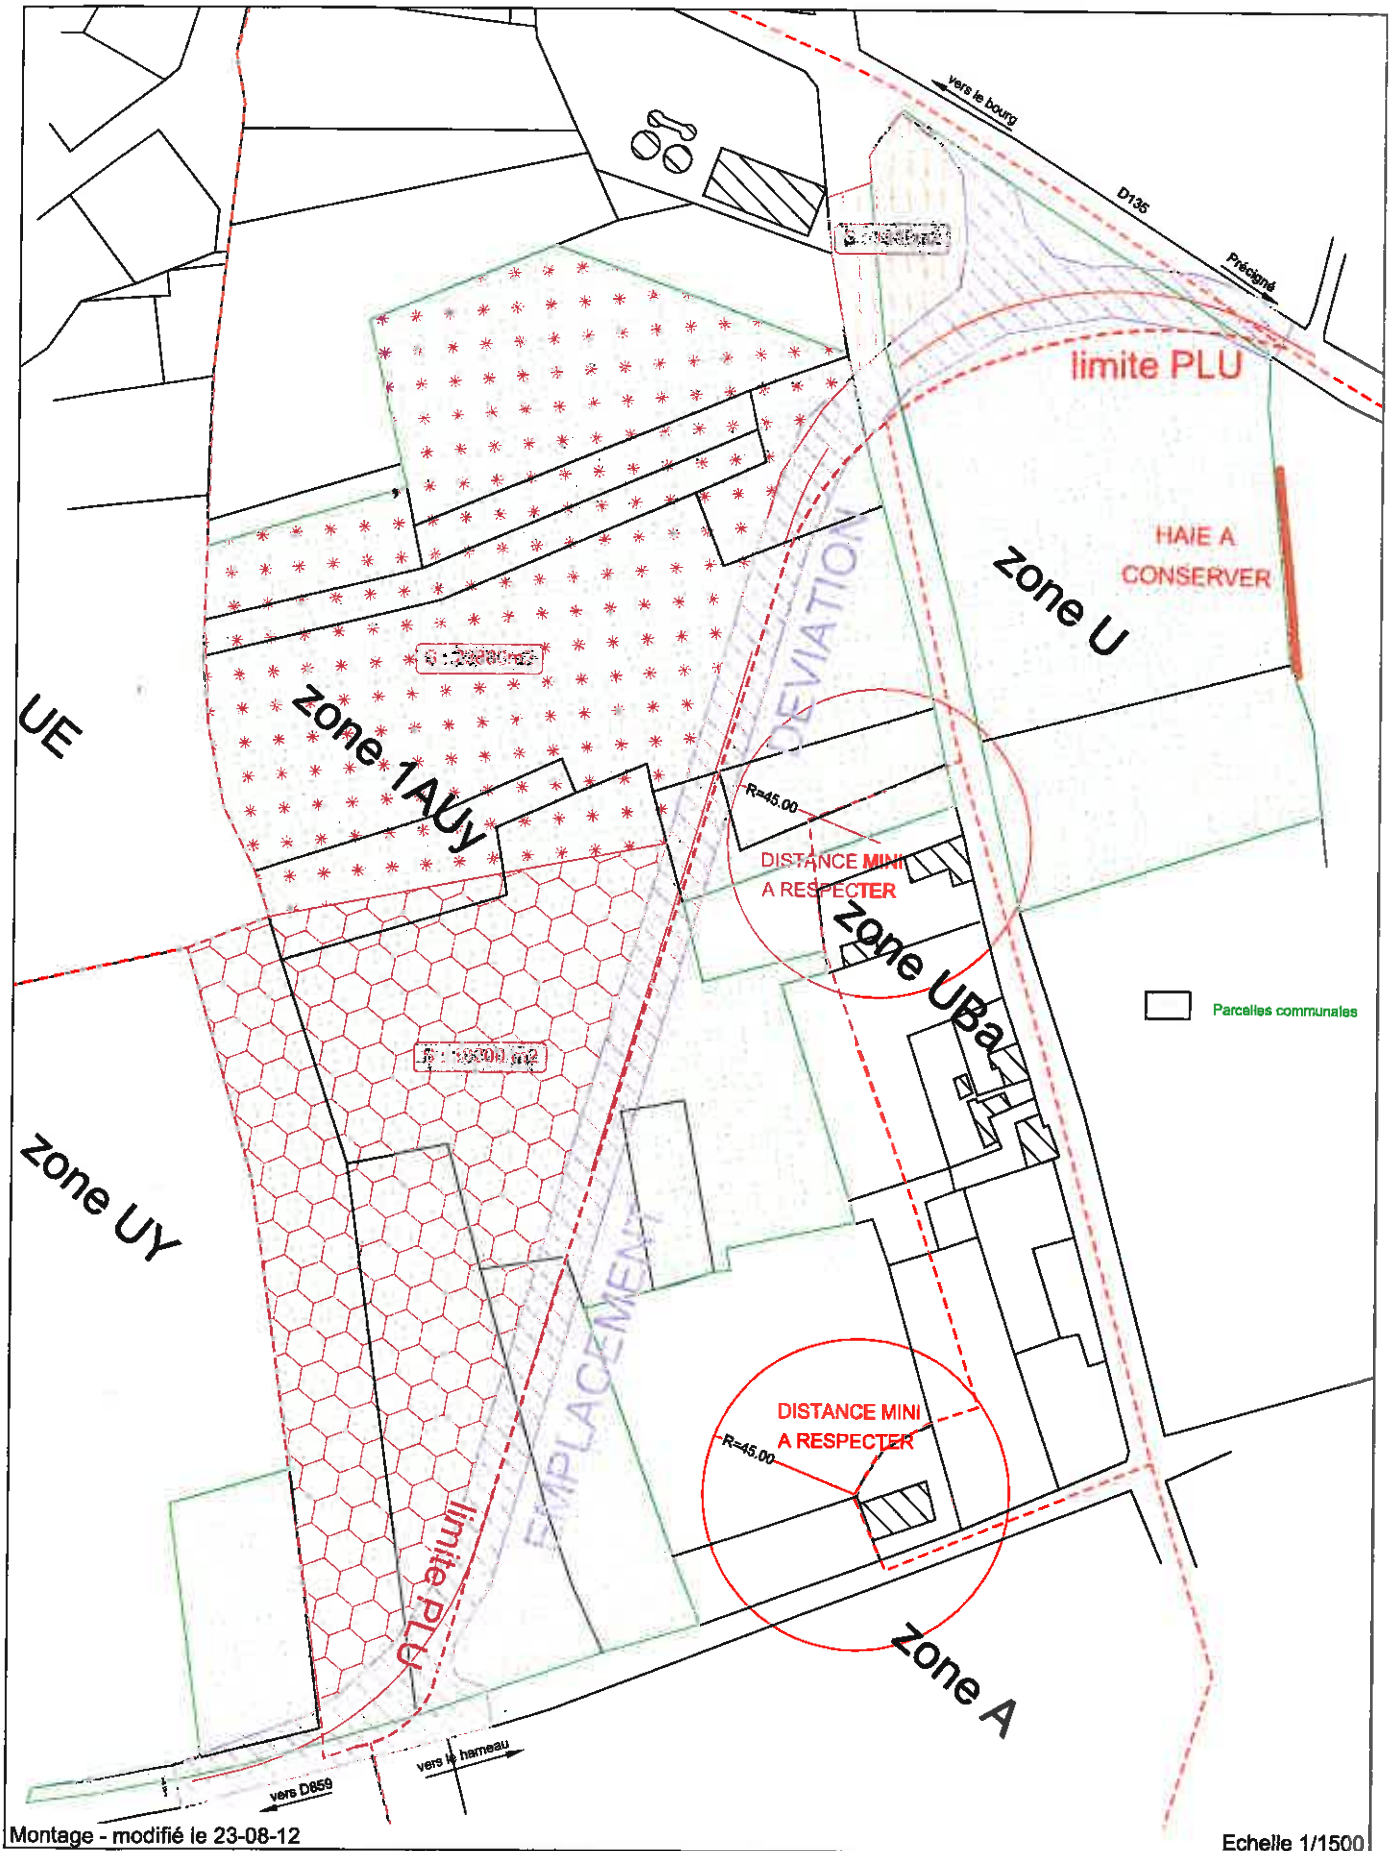 vers le bourg
D135
Précigné
limite PLU
HAIE A
CONSERVER
zone U
DEVIATION
UE
zone 1AUy
R=45.00
DISTANCE MINI
A RESPECTER
zone UBa
Parcelles communales
zone UY
EMPLACEMENT
DISTANCE MINI
A RESPECTER
R=45.00
limite PLU
zone A
vers le hameau
vers D859
Montage - modifié le 23-08-12
Echelle 1/1500